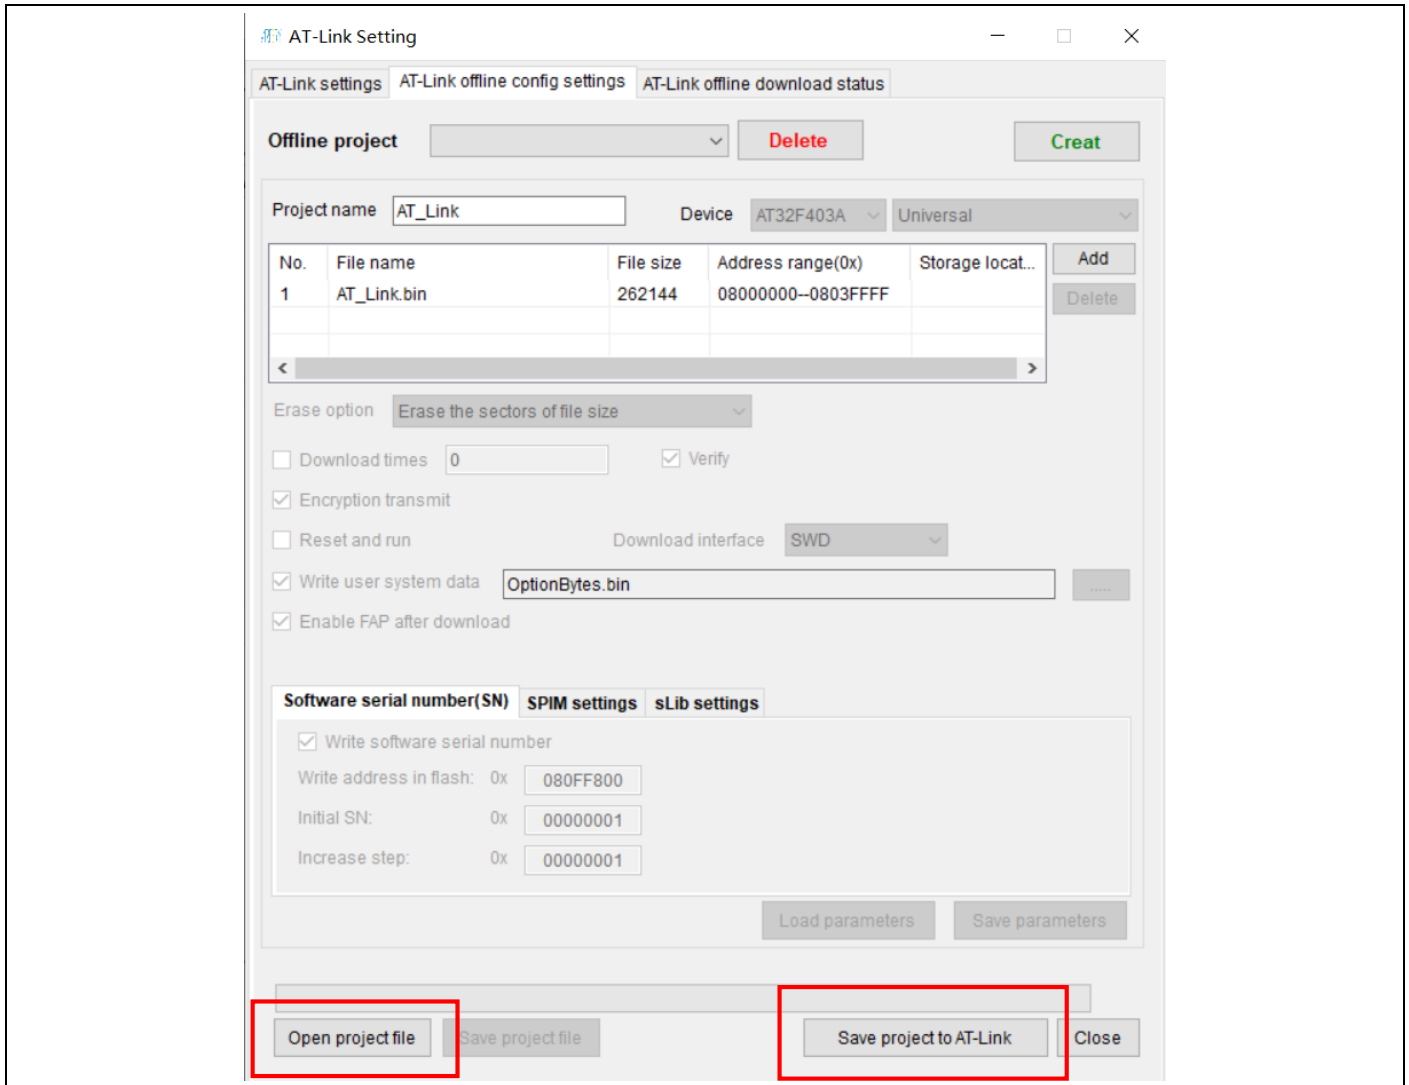 AT-Link Setting
AT-Link settings AT-Link offline config settings AT-Link offline download status
Offline project Delete Creat
Project name AT_Link Device AT32F403A Universal
No. File name File size Address range(0x) Storage locat... Add
1 AT_Link.bin 262144 08000000--0803FFFF Delete
Erase option Erase the sectors of file size
Download times 0 Verify
Encryption transmit
Reset and run Download interface SWD
Write user system data OptionBytes.bin .....
Enable FAP after download
Software serial number(SN) SPIM settings sLib settings
Write software serial number
Write address in flash: 0x 080FF800
Initial SN: 0x 00000001
Increase step: 0x 00000001
Load parameters Save parameters
Open project file Save project file Save project to AT-Link Close